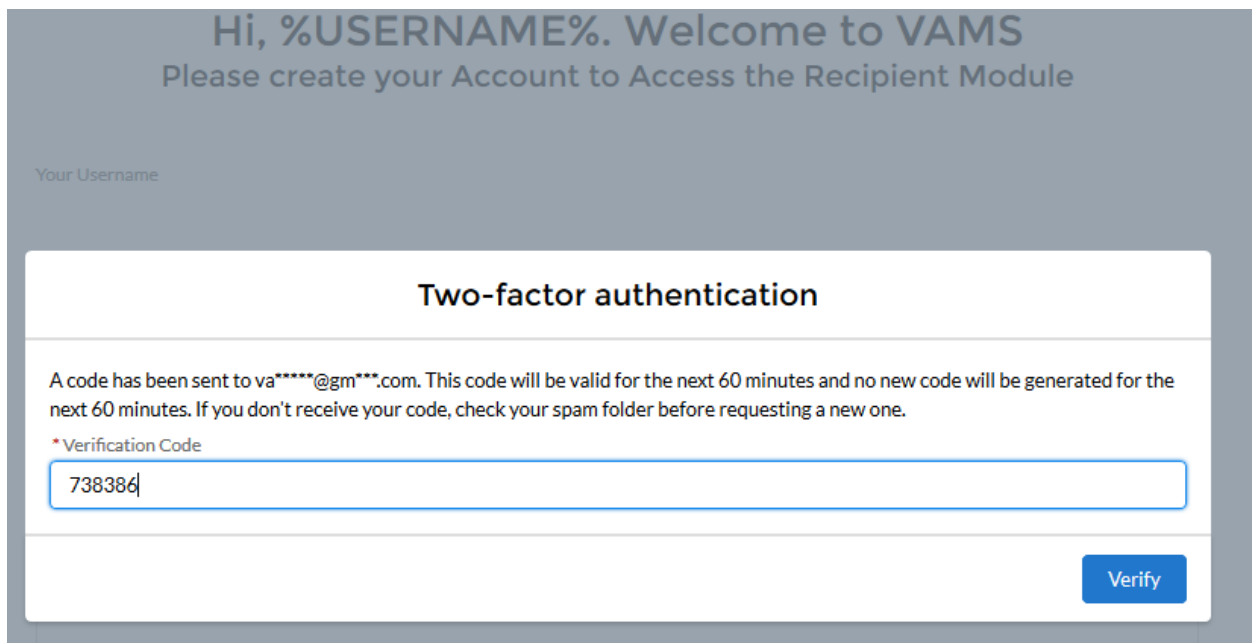 Hi, %USERNAME%. Welcome to VAMS
Please create your Account to Access the Recipient Module
Your Username
Two-factor authentication
A code has been sent to va*****@gm***.com. This code will be valid for the next 60 minutes and no new code will be generated for the
next 60 minutes. If you don't receive your code, check your spam folder before requesting a new one.
*Verification Code
738386
Verify